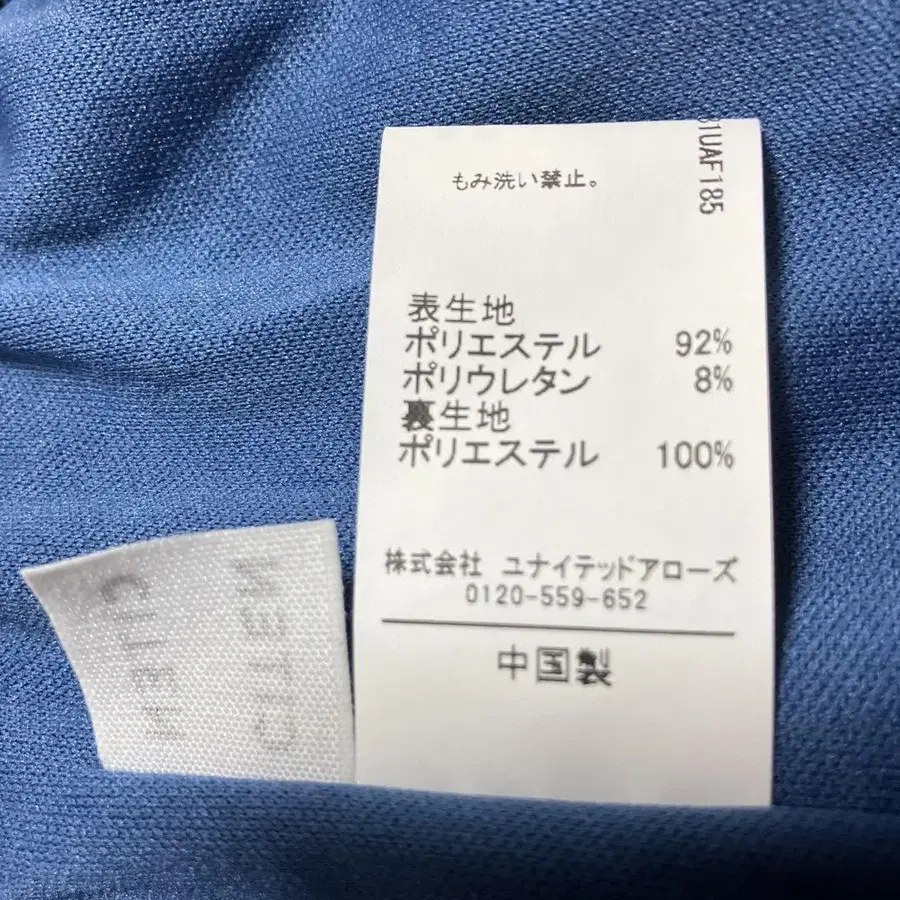 もみ洗い禁止。
31UAF185
表生地
ポリエステル 92%
ポリウレタン 8%
裏生地
ポリエステル 100%
株式会社 ユナイテッドアローズ
0120-559-652
中国製